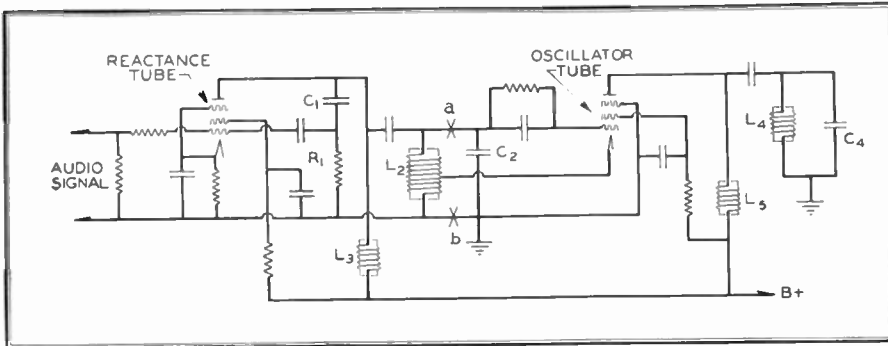 REACTANCE
TUBE
OSCILLATOR
TUBE
C1
a
L4
C4
AUDIO
SIGNAL
R1
L2
C2
L5
b
L3
B+